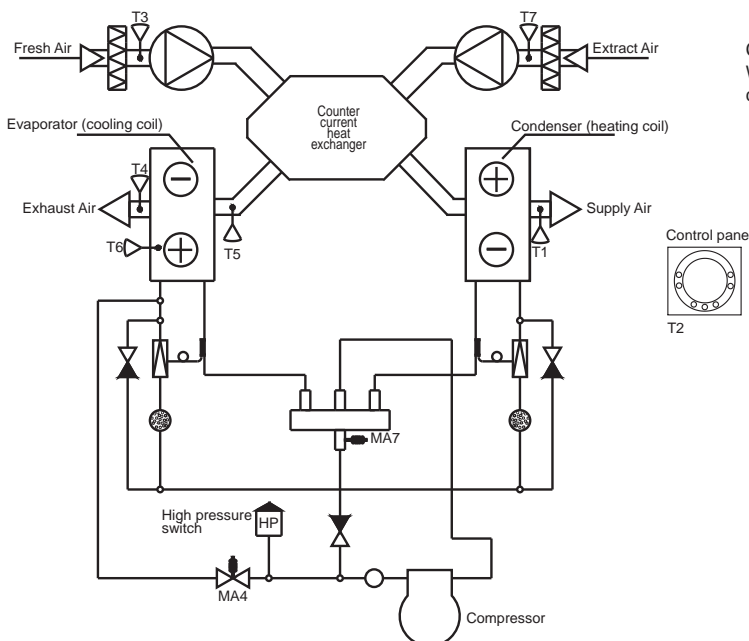 T3
T7
Fresh Air
Extract Air
Counter
current
heat
exchanger
Evaporator (cooling coil)
Condenser (heating coil)
T4
Exhaust Air
Supply Air
T6
T5
T1
Control pane
T2
MA7
High pressure
switch
HP
MA4
Compressor